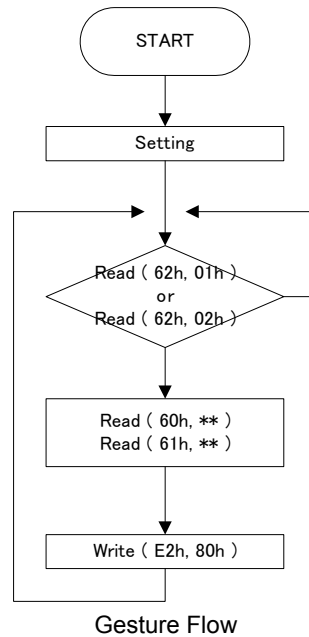 START
Setting
Read ( 62h, 01h )
or
Read ( 62h, 02h )
Read ( 60h, ** )
Read ( 61h, ** )
Write ( E2h, 80h )
Gesture Flow